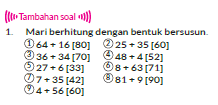 Tambahan soal
1. Mari berhitung dengan bentuk bersusun.
① 64 + 16 [80] ② 25 + 35 [60]
③ 36 + 34 [70] ④ 48 + 4 [52]
⑤ 27 + 6 [33] ⑥ 8 + 63 [71]
⑦ 7 + 35 [42] ⑧ 81 + 9 [90]
⑨ 4 + 56 [60]